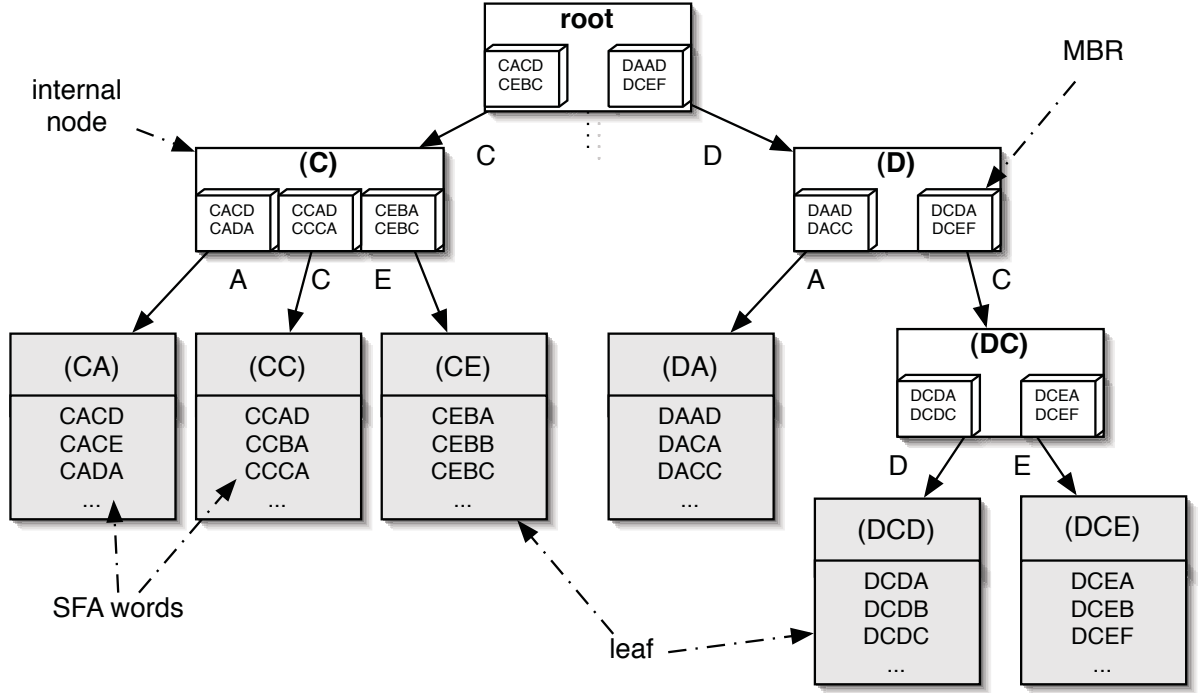 root
CACD
CEBC
DAAD
DCEF
MBR
internal
node
C
D
(C)
CACD
CADA
CCAD
CCCA
CEBA
CEBC
(D)
DAAD
DACC
DCDA
DCEF
A
C
E
A
C
(CA)
CACD
CACE
CADA
...
(CC)
CCAD
CCBA
CCCA
...
(CE)
CEBA
CEBB
CEBC
...
(DA)
DAAD
DACA
DACC
...
(DC)
DCDA
DCDC
DCEA
DCEF
D
E
(DCD)
DCDA
DCDB
DCDC
...
(DCE)
DCEA
DCEB
DCEF
...
SFA words
leaf